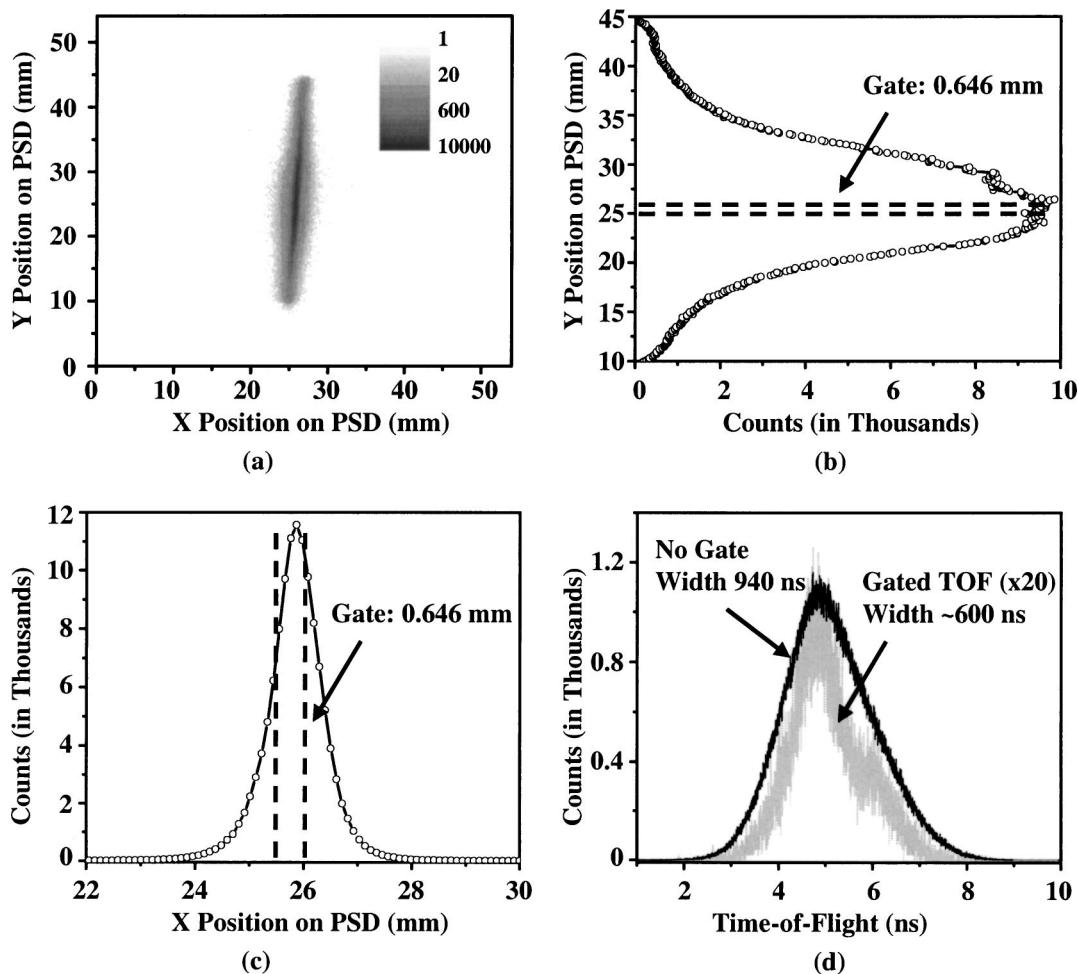 1
20
600
10000
50
40
30
20
10
0
Y Position on PSD (mm)
0 10 20 30 40 50
X Position on PSD (mm)
(a)
45
40
35
30
25
20
15
10
Y Position on PSD (mm)
Gate: 0.646 mm
0 2 4 6 8 10
Counts (in Thousands)
(b)
12
10
8
6
4
2
0
Counts (in Thousands)
Gate: 0.646 mm
22 24 26 28 30
X Position on PSD (mm)
(c)
1.2
0.8
0.4
0
Counts (in Thousands)
No Gate
Width 940 ns
Gated TOF (x20)
Width ~600 ns
2 4 6 8 10
Time-of-Flight (ns)
(d)